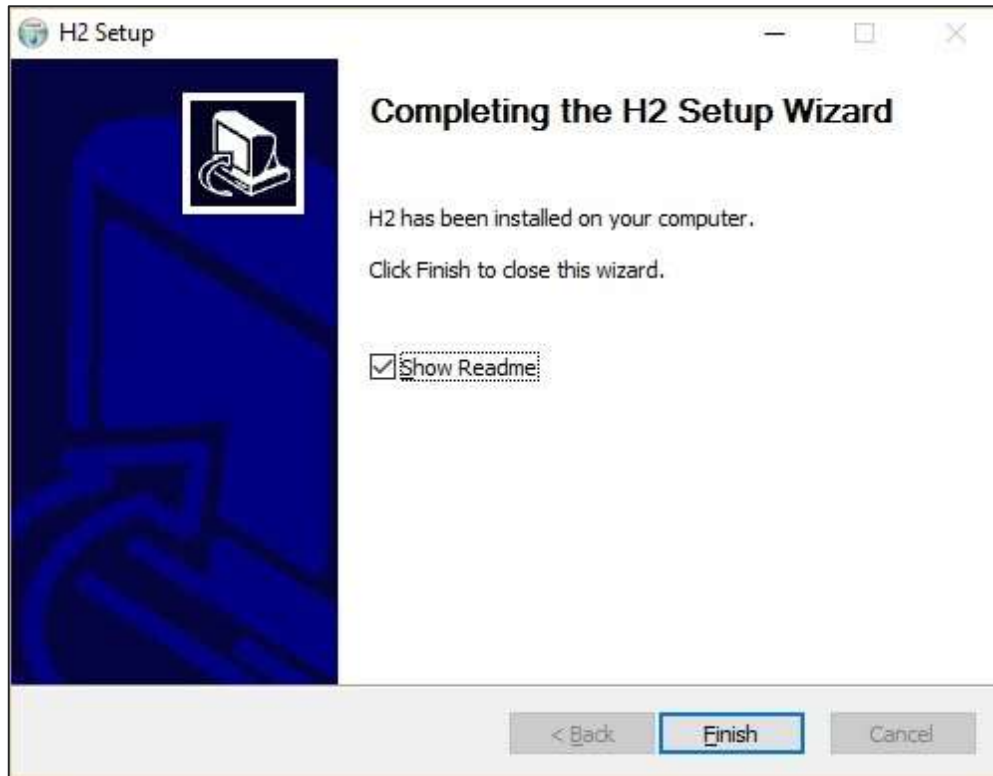 H2 Setup
Completing the H2 Setup Wizard
H2 has been installed on your computer.
Click Finish to close this wizard.
Show Readme
< Back Finish Cancel